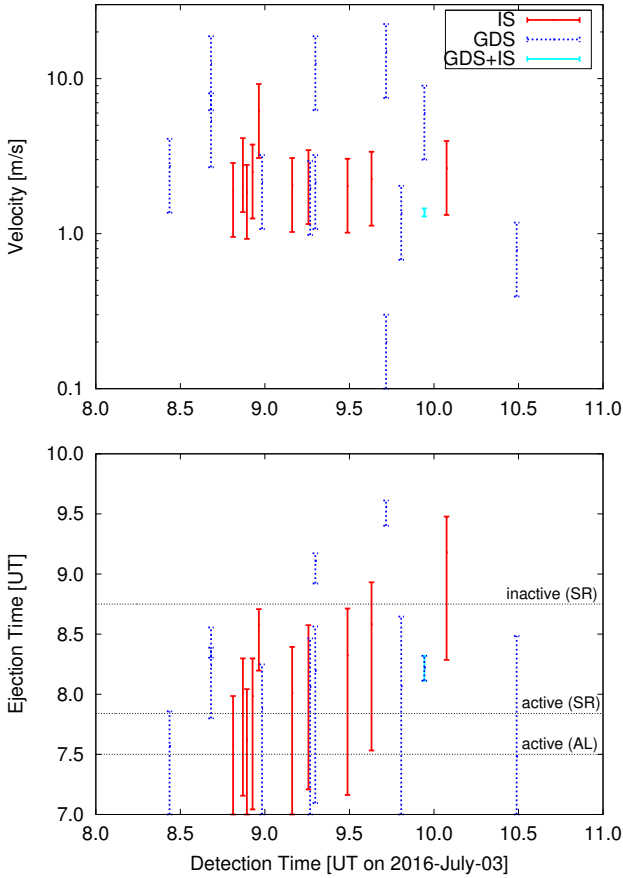 IS
GDS
GDS+IS
10.0
1.0
0.1
Velocity [m/s]
8.0 8.5 9.0 9.5 10.0 10.5 11.0
10.0
9.5
9.0
8.5
8.0
7.5
7.0
Ejection Time [UT]
inactive (SR)
active (SR)
active (AL)
8.0 8.5 9.0 9.5 10.0 10.5 11.0
Detection Time [UT on 2016-July-03]